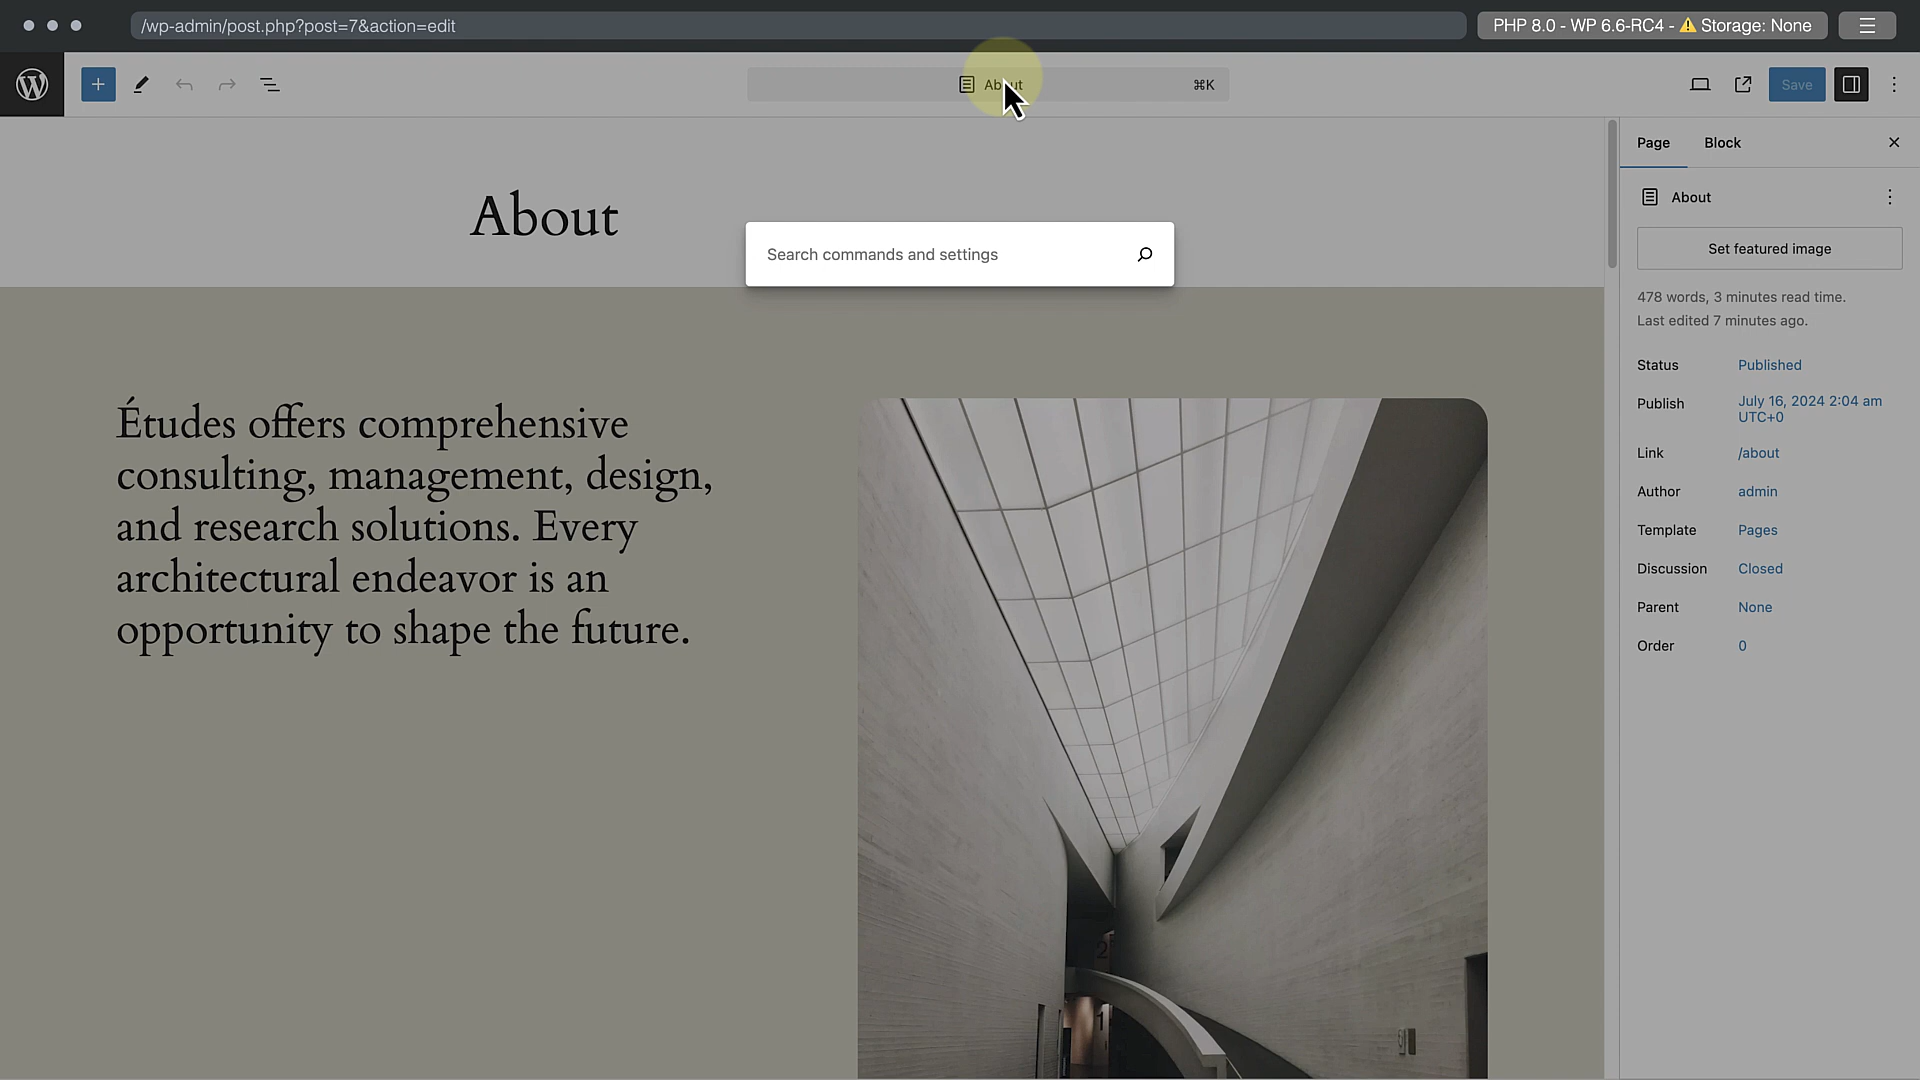 /wp-admin/post.php?post=7&action=edit
PHP 8.0 - WP 6.6-RC4 - ⚠️ Storage: None
About ⌘K
Save
Page Block
About
Set featured image
478 words, 3 minutes read time.
Last edited 7 minutes ago.
Status Published
Publish July 16, 2024 2:04 am
UTC+0
Link /about
Author admin
Template Pages
Discussion Closed
Parent None
Order 0
About
Search commands and settings
Études offers comprehensive
consulting, management, design,
and research solutions. Every
architectural endeavor is an
opportunity to shape the future.
2
1